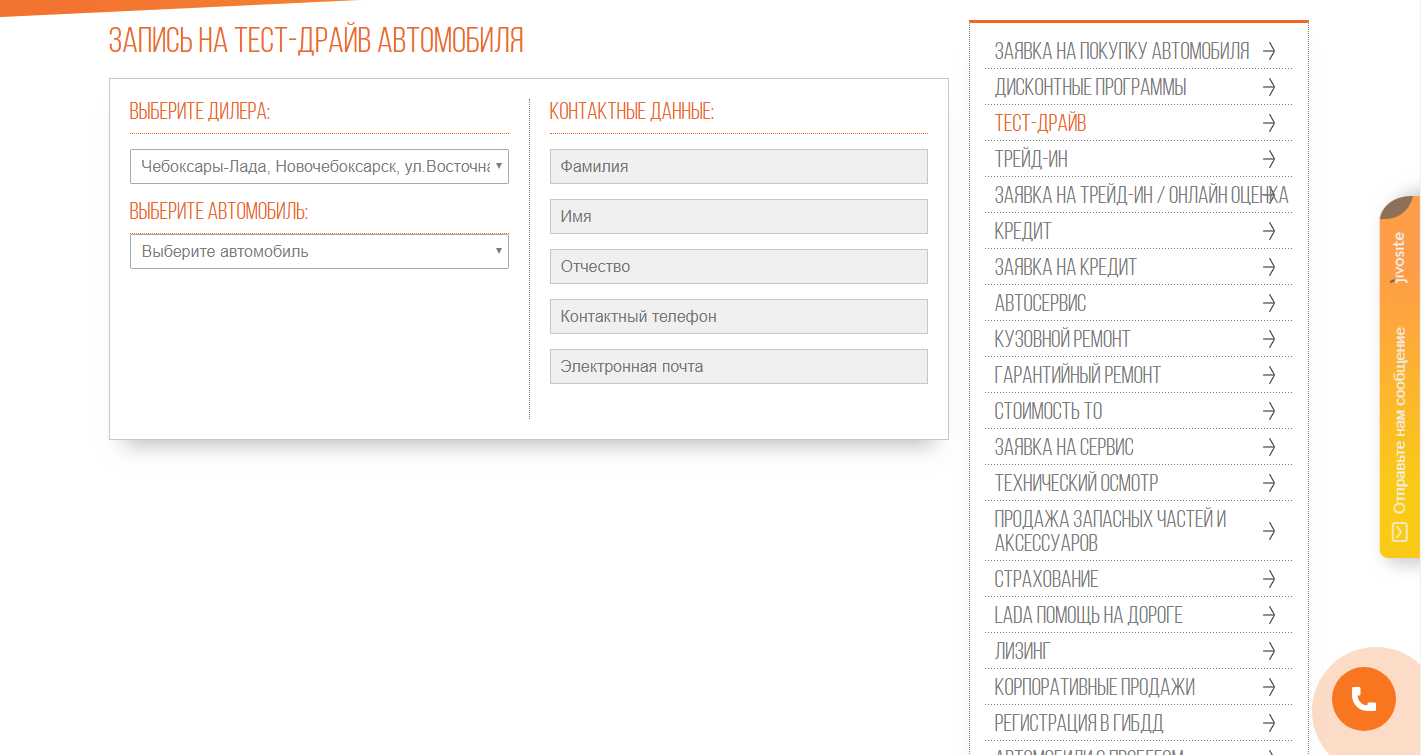 ЗАПИСЬ НА ТЕСТ-ДРАЙВ АВТОМОБИЛЯ
ВЫБЕРИТЕ ДИЛЕРА:
Чебоксары-Лада, Новочебоксарск, ул.Восточна
ВЫБЕРИТЕ АВТОМОБИЛЬ:
Выберите автомобиль
КОНТАКТНЫЕ ДАННЫЕ:
Фамилия
Имя
Отчество
Контактный телефон
Электронная почта
ЗАЯВКА НА ПОКУПКУ АВТОМОБИЛЯ
ДИСКОНТНЫЕ ПРОГРАММЫ
ТЕСТ-ДРАЙВ
ТРЕЙД-ИН
ЗАЯВКА НА ТРЕЙД-ИН / ОНЛАЙН ОЦЕНКА
КРЕДИТ
ЗАЯВКА НА КРЕДИТ
АВТОСЕРВИС
КУЗОВНОЙ РЕМОНТ
ГАРАНТИЙНЫЙ РЕМОНТ
СТОИМОСТЬ ТО
ЗАЯВКА НА СЕРВИС
ТЕХНИЧЕСКИЙ ОСМОТР
ПРОДАЖА ЗАПАСНЫХ ЧАСТЕЙ И
АКСЕССУАРОВ
СТРАХОВАНИЕ
LADA ПОМОЩЬ НА ДОРОГЕ
ЛИЗИНГ
КОРПОРАТИВНЫЕ ПРОДАЖИ
РЕГИСТРАЦИЯ В ГИБДД
АВТОМОБИЛИ С ПРОБЕГОМ
Отправьте нам сообщение
jivosite